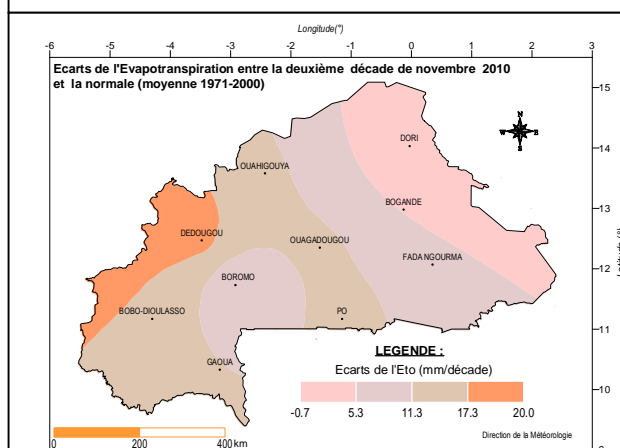 Longitude(°)
-6 -5 -4 -3 -2 -1 0 1 2 3
Ecarts de l'Evapotranspiration entre la deuxième décade de novembre 2010
et la normale (moyenne 1971-2000)
15
N
W E
S
DORI
14
OUAHIGOUYA
BOGANDE
13
DEDOUGOU
OUAGADOUGOU
FADA NGOURMA
12
BOROMO
BOBO-DIOULASSO
PO
11
LEGENDE :
GAOUA
Ecarts de l'Eto (mm/décade)
10
-0.7 5.3 11.3 17.3 20.0
Direction de la Météorologie
0 200 400 km